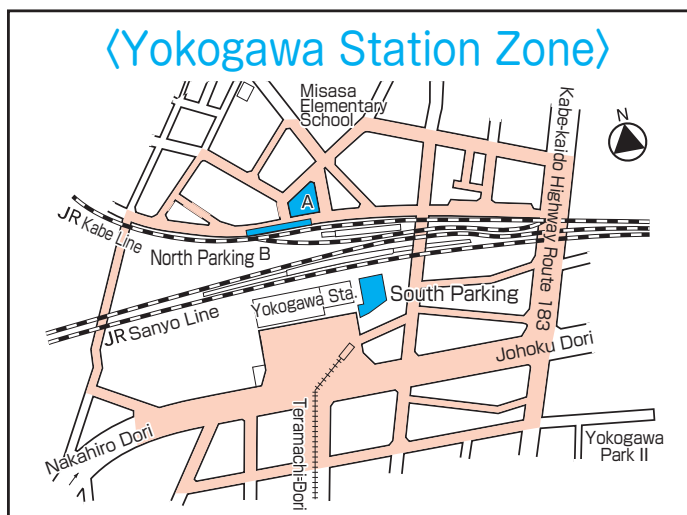 〈Yokogawa Station Zone〉
Misasa
Elementary
School
Kabe-kaido Highway Route 183
N
A
JR Kabe Line
North Parking B
Yokogawa Sta.
South Parking
JR Sanyo Line
Johoku Dori
Nakahiro Dori
Teramachi-Dori
Yokogawa
Park II